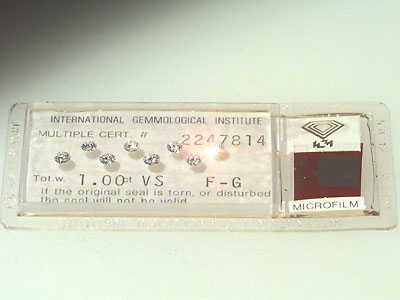 INTERNATIONAL GEMMOLOGICAL INSTITUTE
MULTIPLE CERT. # 2247814
Tot.w. 1.00ct VS F-G
If the original seal is torn, or disturbed
the seal will not be valid
MICROFILM